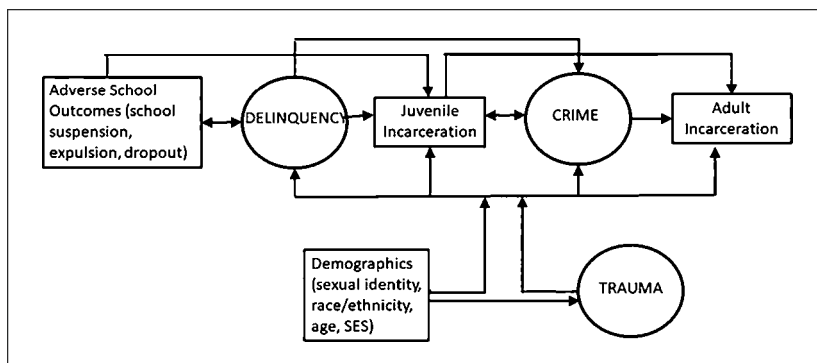 Adverse School
Outcomes (school
suspension,
expulsion, dropout)
DELINQUENCY
Juvenile
Incarceration
CRIME
Adult
Incarceration
Demographics
(sexual identity,
race/ethnicity,
age, SES)
TRAUMA